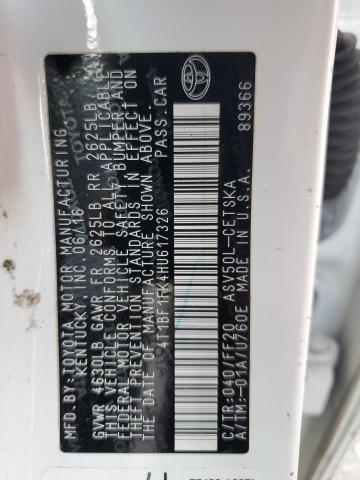 MFD.BY:TOYOTA MOTOR MANUFACTURING
KENTUCKY, INC. 06/16
GVWR 4630LB GAWR FR 2625LB RR 2625LB
THIS VEHICLE CONFORMS TO ALL APPLICABLE
FEDERAL MOTOR VEHICLE SAFETY, BUMPER, AND
THEFT PREVENTION STANDARDS IN EFFECT ON
THE DATE OF MANUFACTURE SHOWN ABOVE.
4T1BF1FK4HU617326 PASS.CAR
C/TR:040/FF20 ASV50L-CETSKA
A/TM:-01A/U760E MADE IN U.S.A. 89366